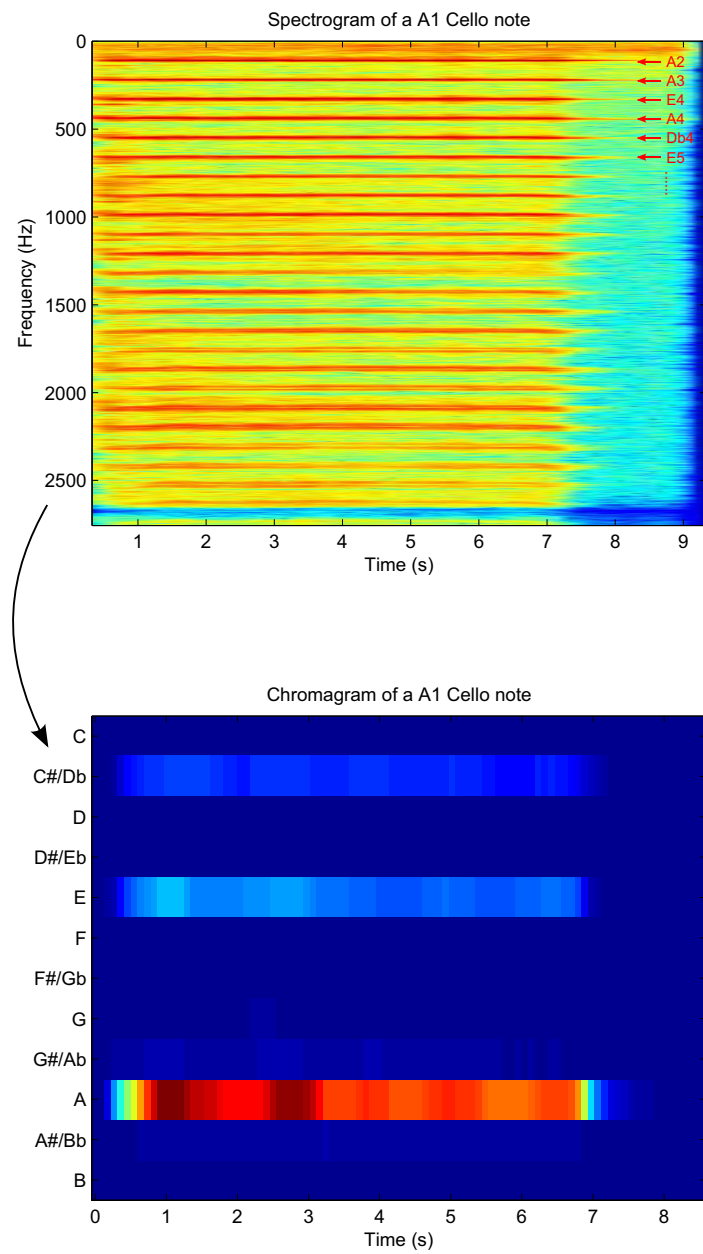 Spectrogram of a A1 Cello note
0
500
1000
1500
2000
2500
Frequency (Hz)
A2
A3
E4
A4
Db4
E5
1 2 3 4 5 6 7 8 9
Time (s)
Chromagram of a A1 Cello note
C
C#/Db
D
D#/Eb
E
F
F#/Gb
G
G#/Ab
A
A#/Bb
B
0 1 2 3 4 5 6 7 8
Time (s)